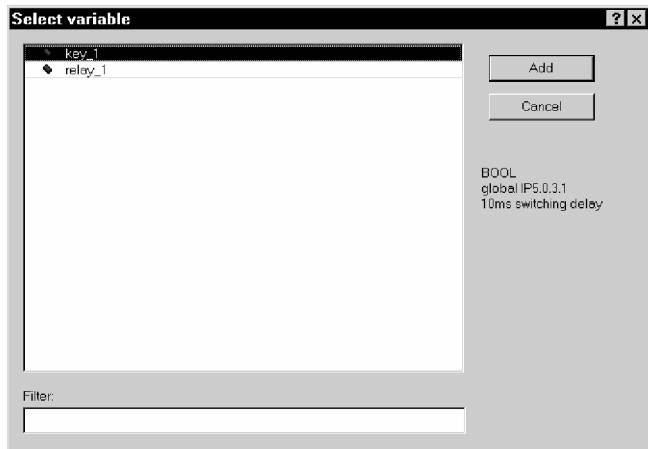 Select variable
key_1
relay_1
Add
Cancel
BOOL
global IP5.0.3.1
10ms switching delay
Filter: